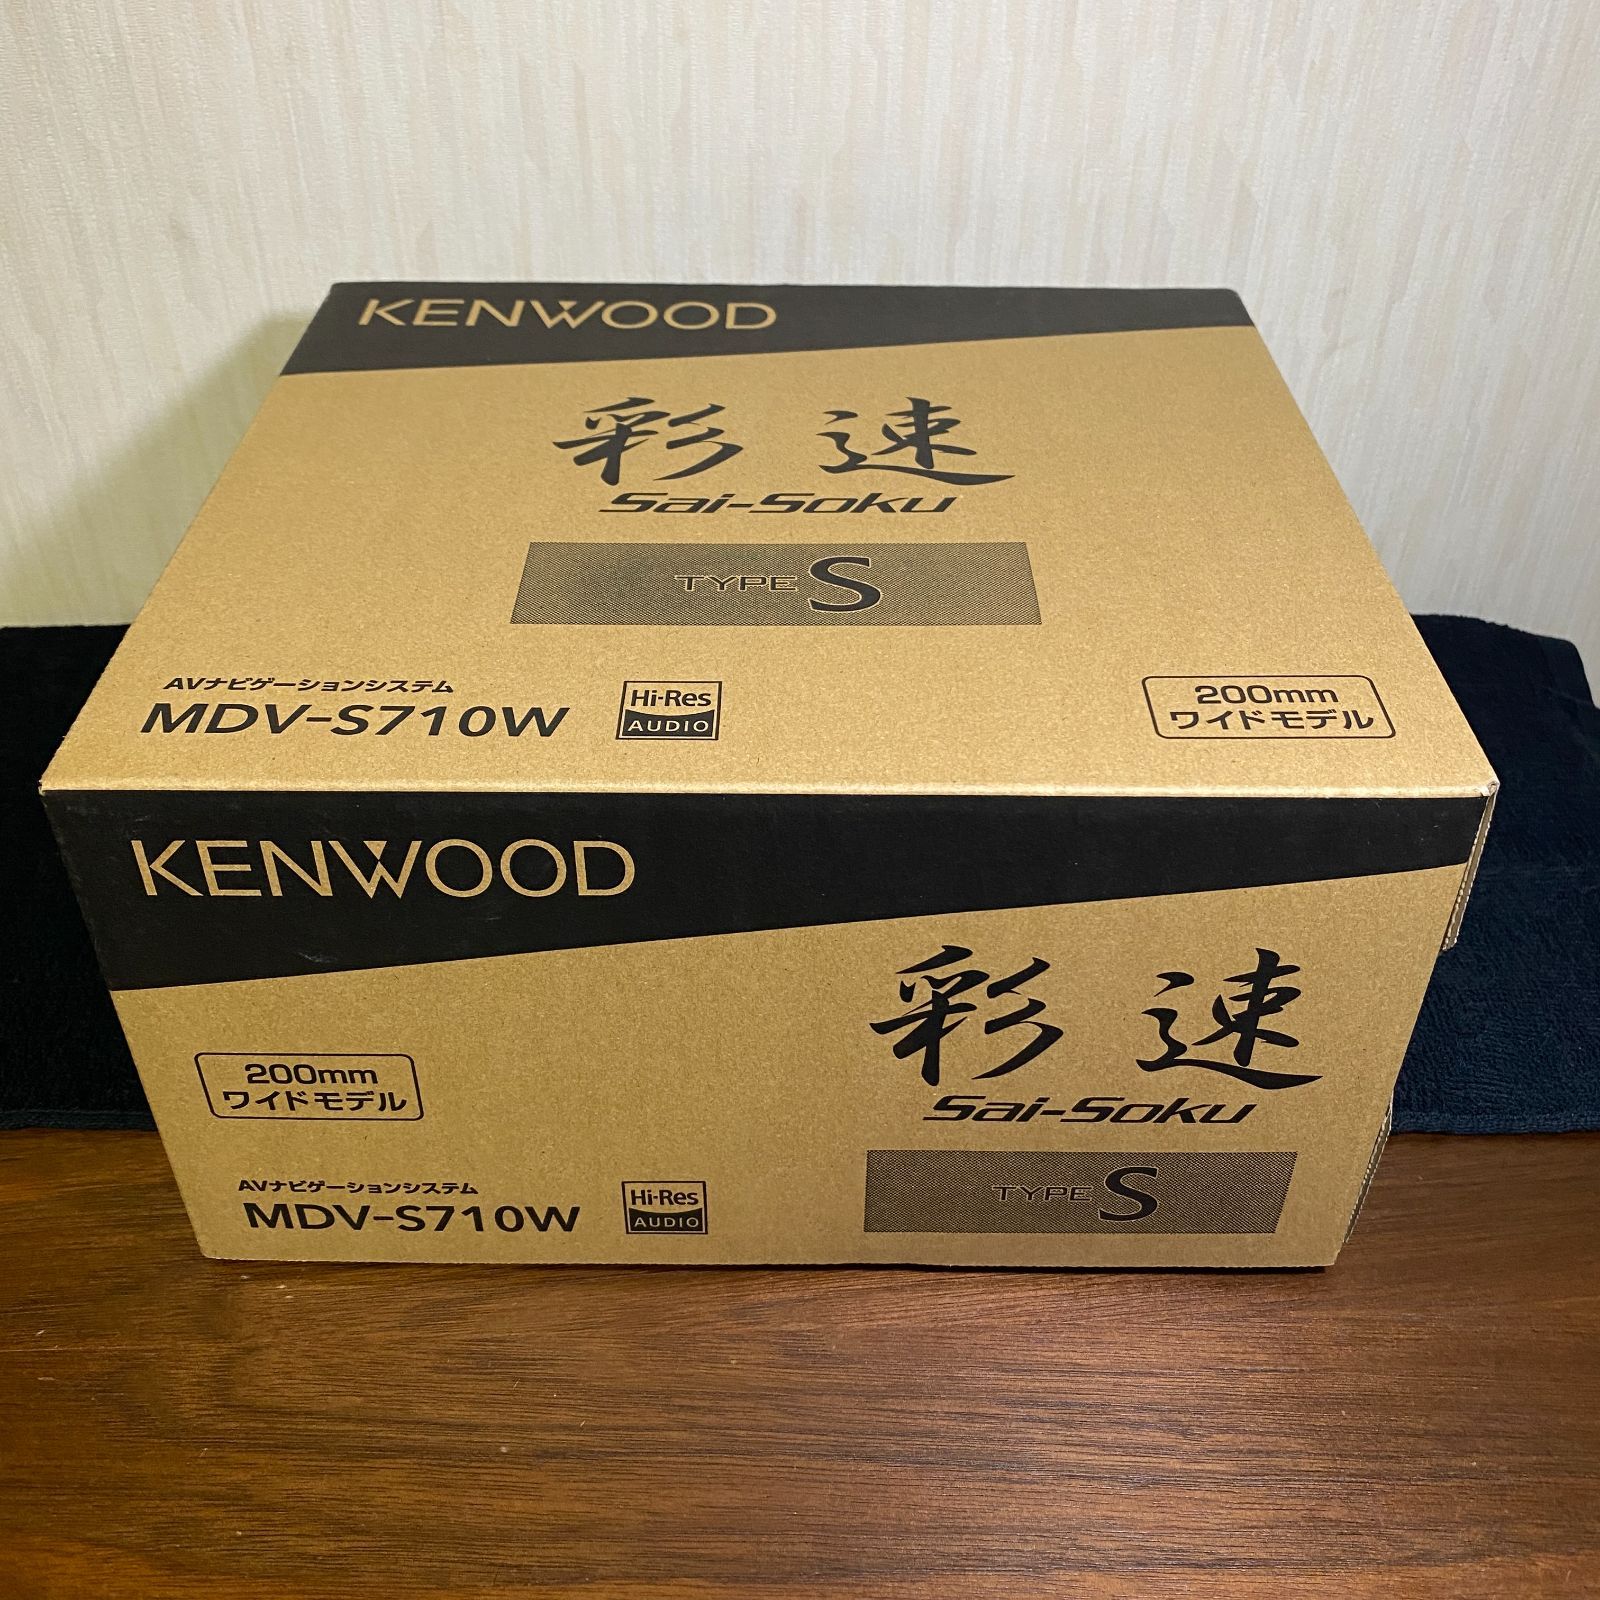 KENWOOD
彩速
Sai-Soku
TYPE S
AVナビゲーションシステム
MDV-S710W
Hi-Res
AUDIO
200mm
ワイドモデル
KENWOOD
彩速
Sai-Soku
TYPE S
200mm
ワイドモデル
AVナビゲーションシステム
MDV-S710W
Hi-Res
AUDIO